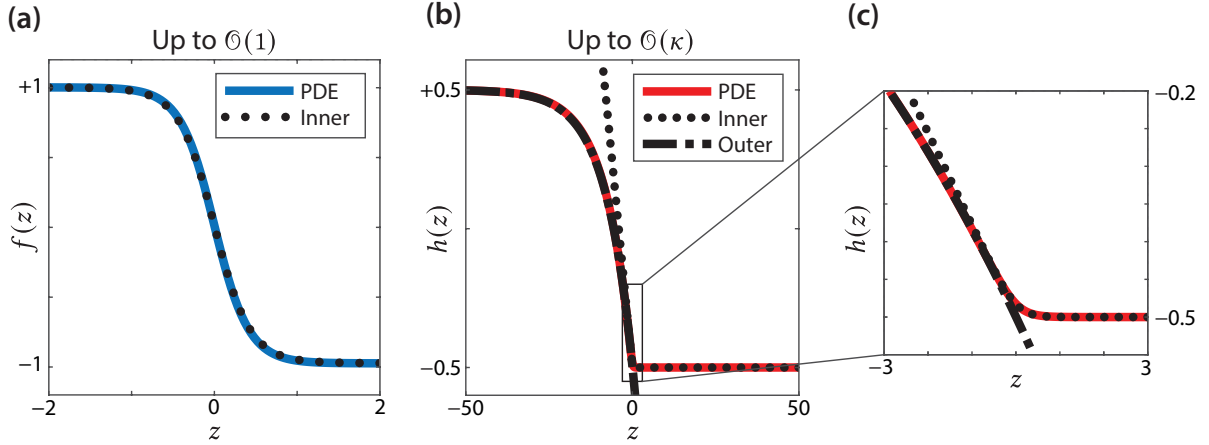 (a)
Up to 𝒪(1)
f(z)
+1
−1
−2
0
2
z
PDE
Inner
(b)
Up to 𝒪(κ)
h(z)
+0.5
−0.5
−50
0
50
z
PDE
Inner
Outer
(c)
h(z)
−0.2
−0.5
−3
3
z